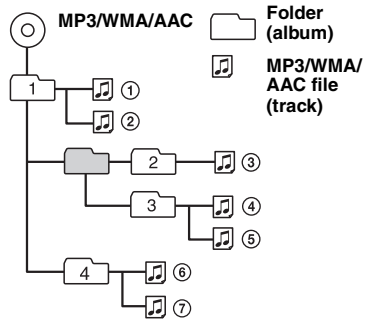 MP3/WMA/AAC
Folder
(album)
MP3/WMA/
AAC file
(track)
1
①
②
2
③
3
④
⑤
4
⑥
⑦